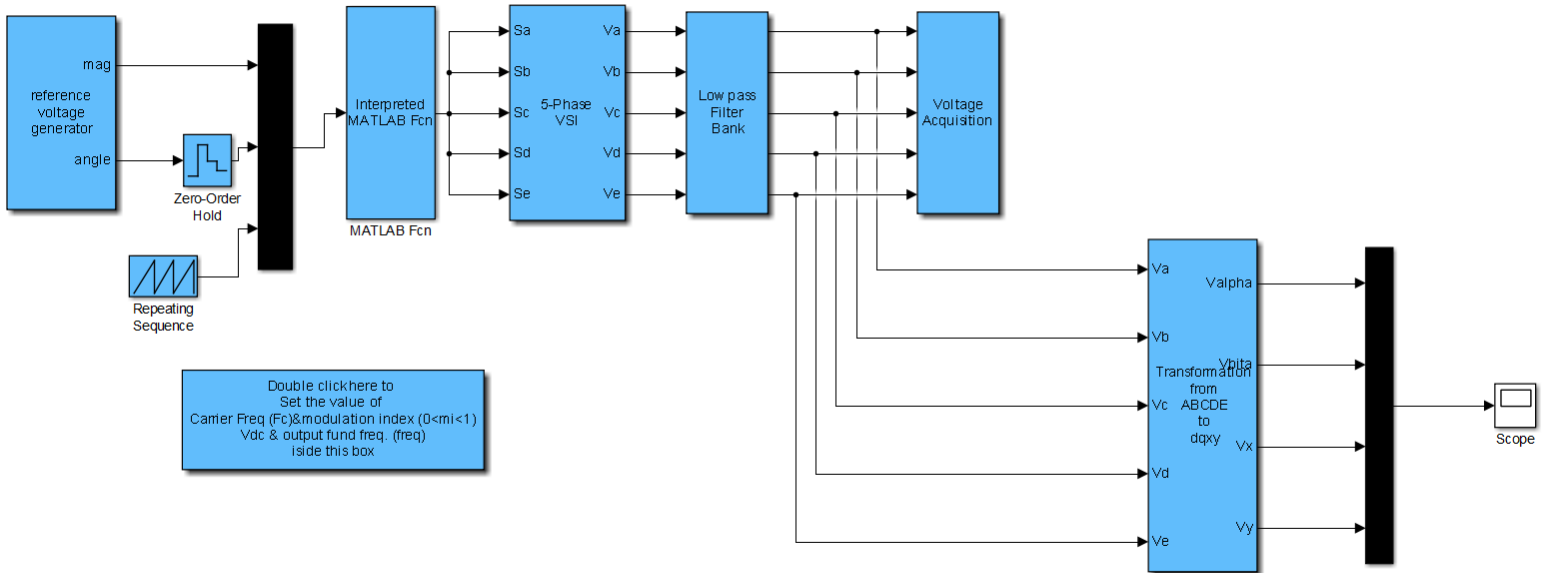 mag
reference
voltage
generator
angle
Zero-Order
Hold
Repeating
Sequence
Interpreted
MATLAB Fcn
MATLAB Fcn
Sa
Sb
Sc
Sd
Se
5-Phase
VSI
Va
Vb
Vc
Vd
Ve
Low pass
Filter
Bank
Voltage
Acquisition
Double click here to
Set the value of
Carrier Freq (Fc)&modulation index (0<mi<1)
Vdc & output fund freq. (freq)
iside this box
Va
Vb
Vc
Vd
Ve
Transformation
from
ABCDE
to
dqxy
Valpha
Vbita
Vx
Vy
Scope